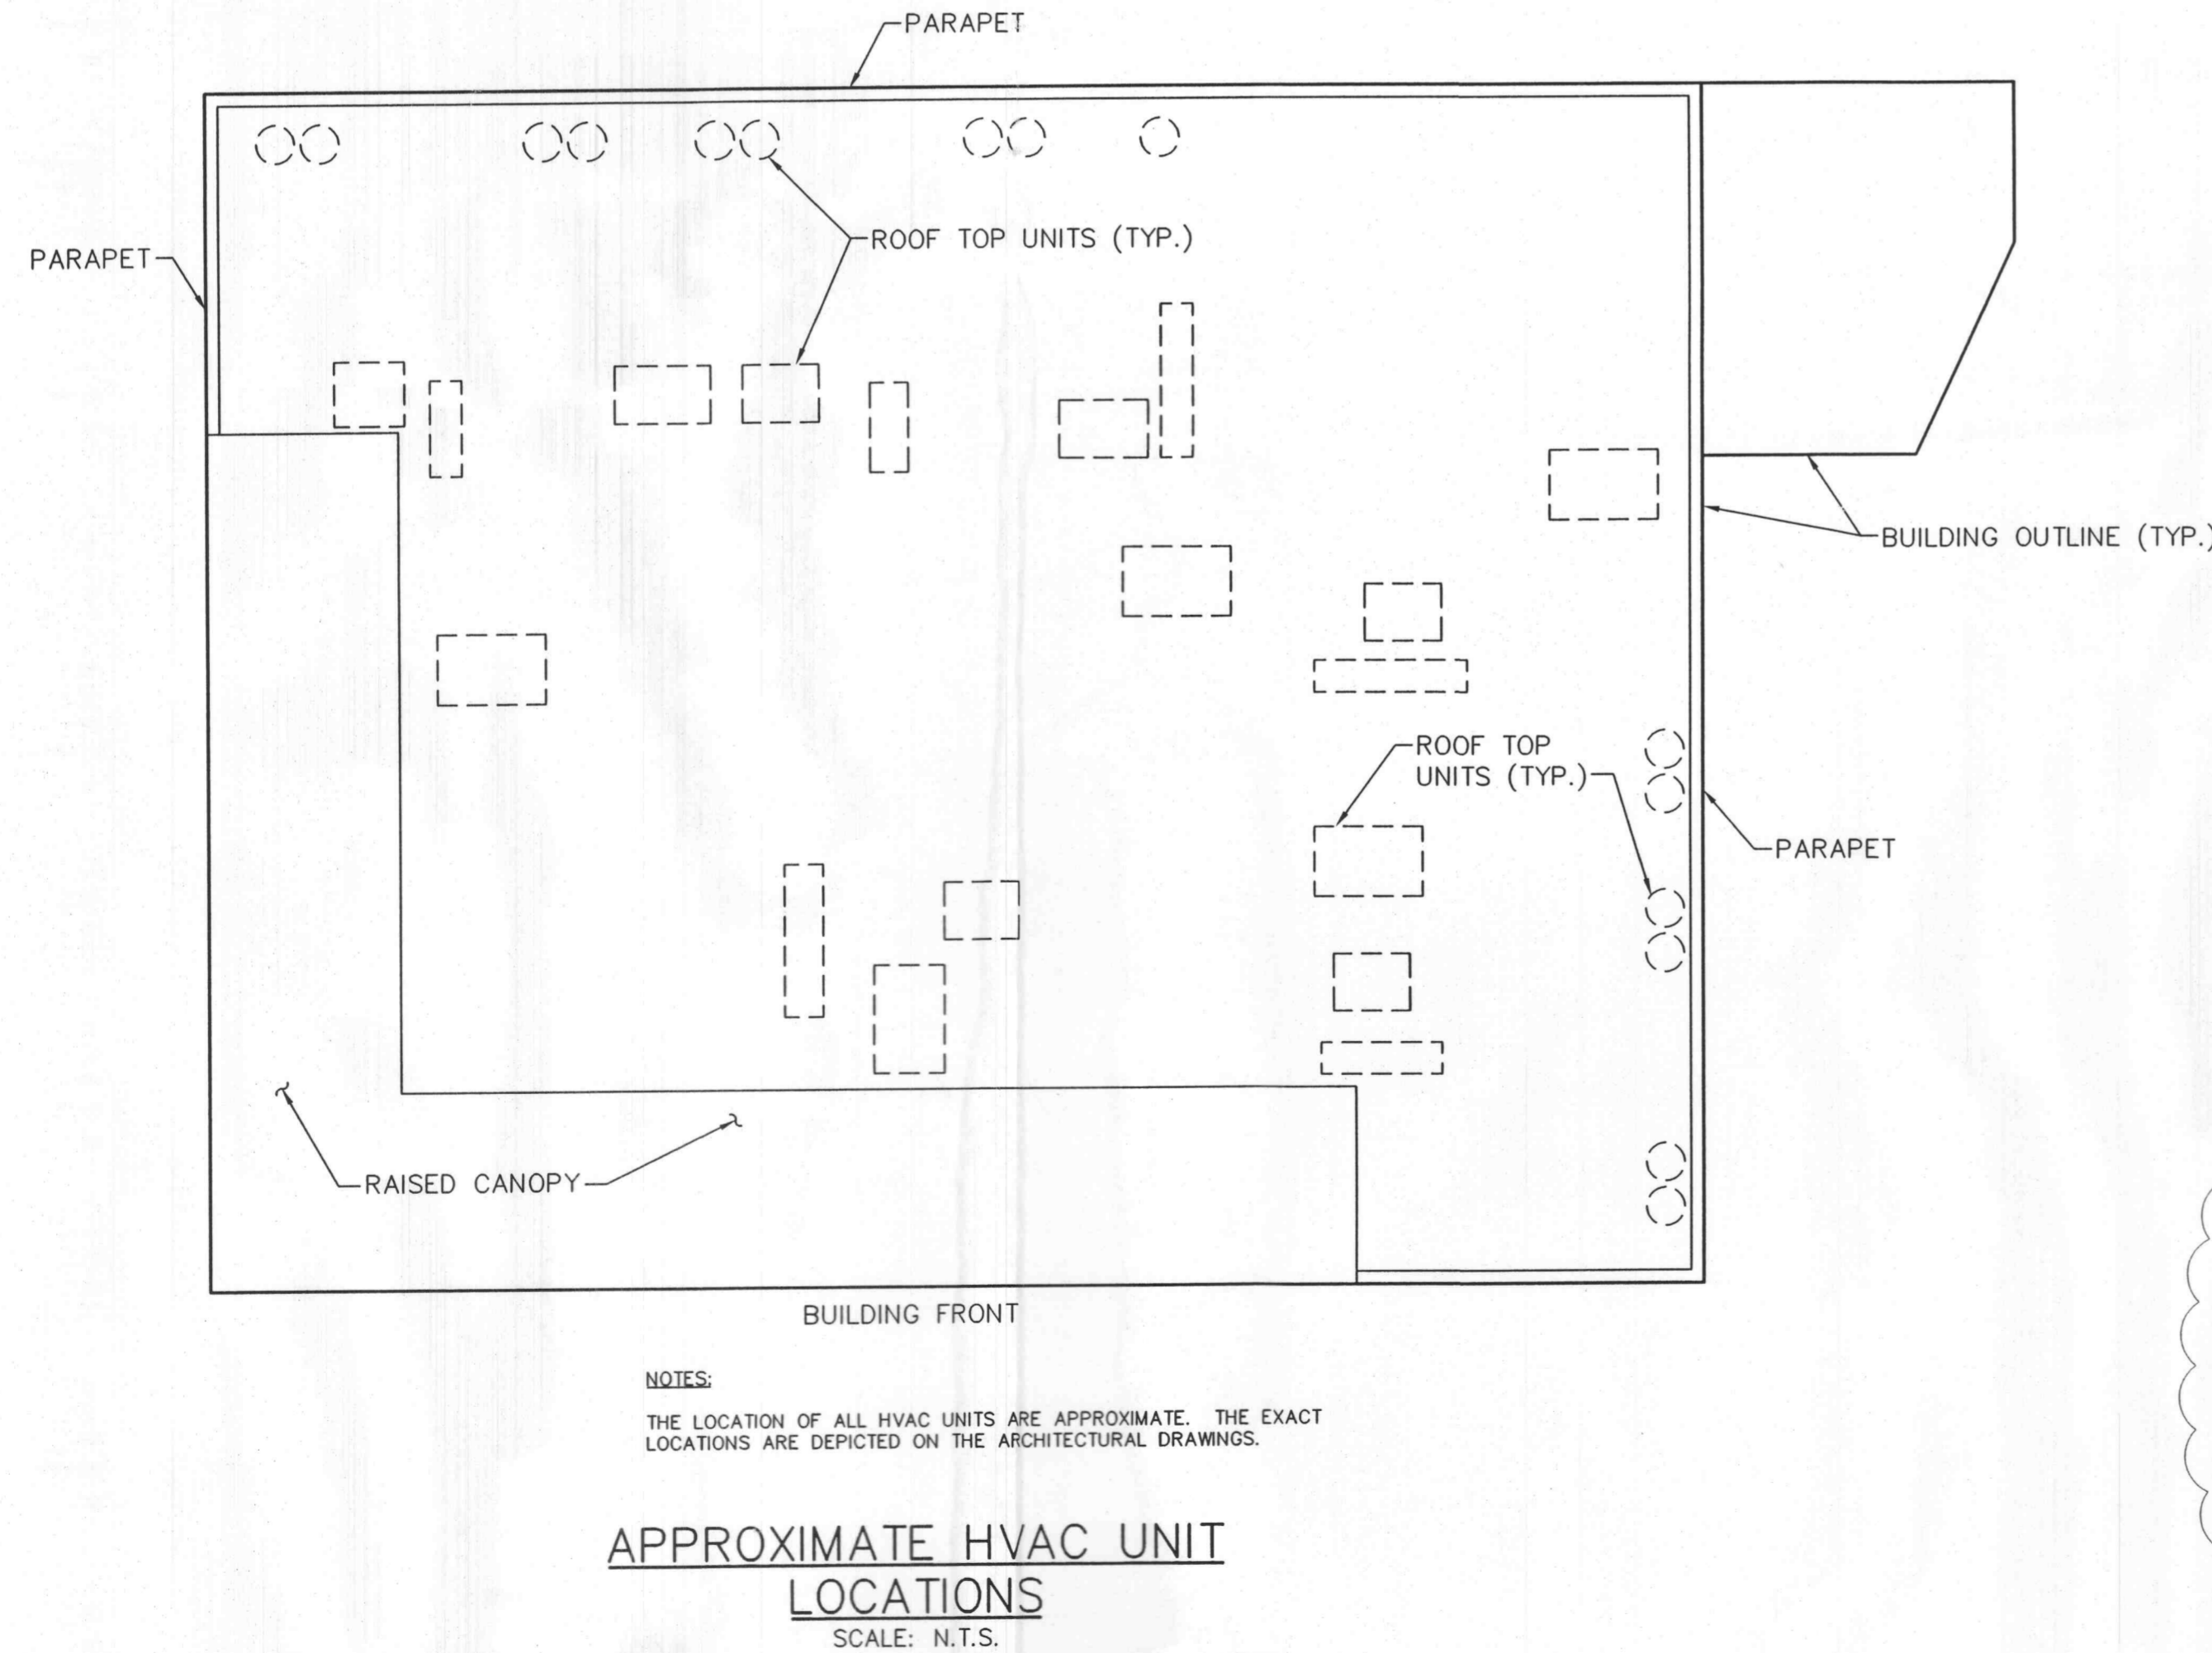 PARAPET
ROOF TOP UNITS (TYP.)
PARAPET
BUILDING OUTLINE (TYP.)
ROOF TOP
UNITS (TYP.)
PARAPET
RAISED CANOPY
BUILDING FRONT
NOTES:
THE LOCATION OF ALL HVAC UNITS ARE APPROXIMATE. THE EXACT
LOCATIONS ARE DEPICTED ON THE ARCHITECTURAL DRAWINGS.
APPROXIMATE HVAC UNIT
LOCATIONS
SCALE: N.T.S.